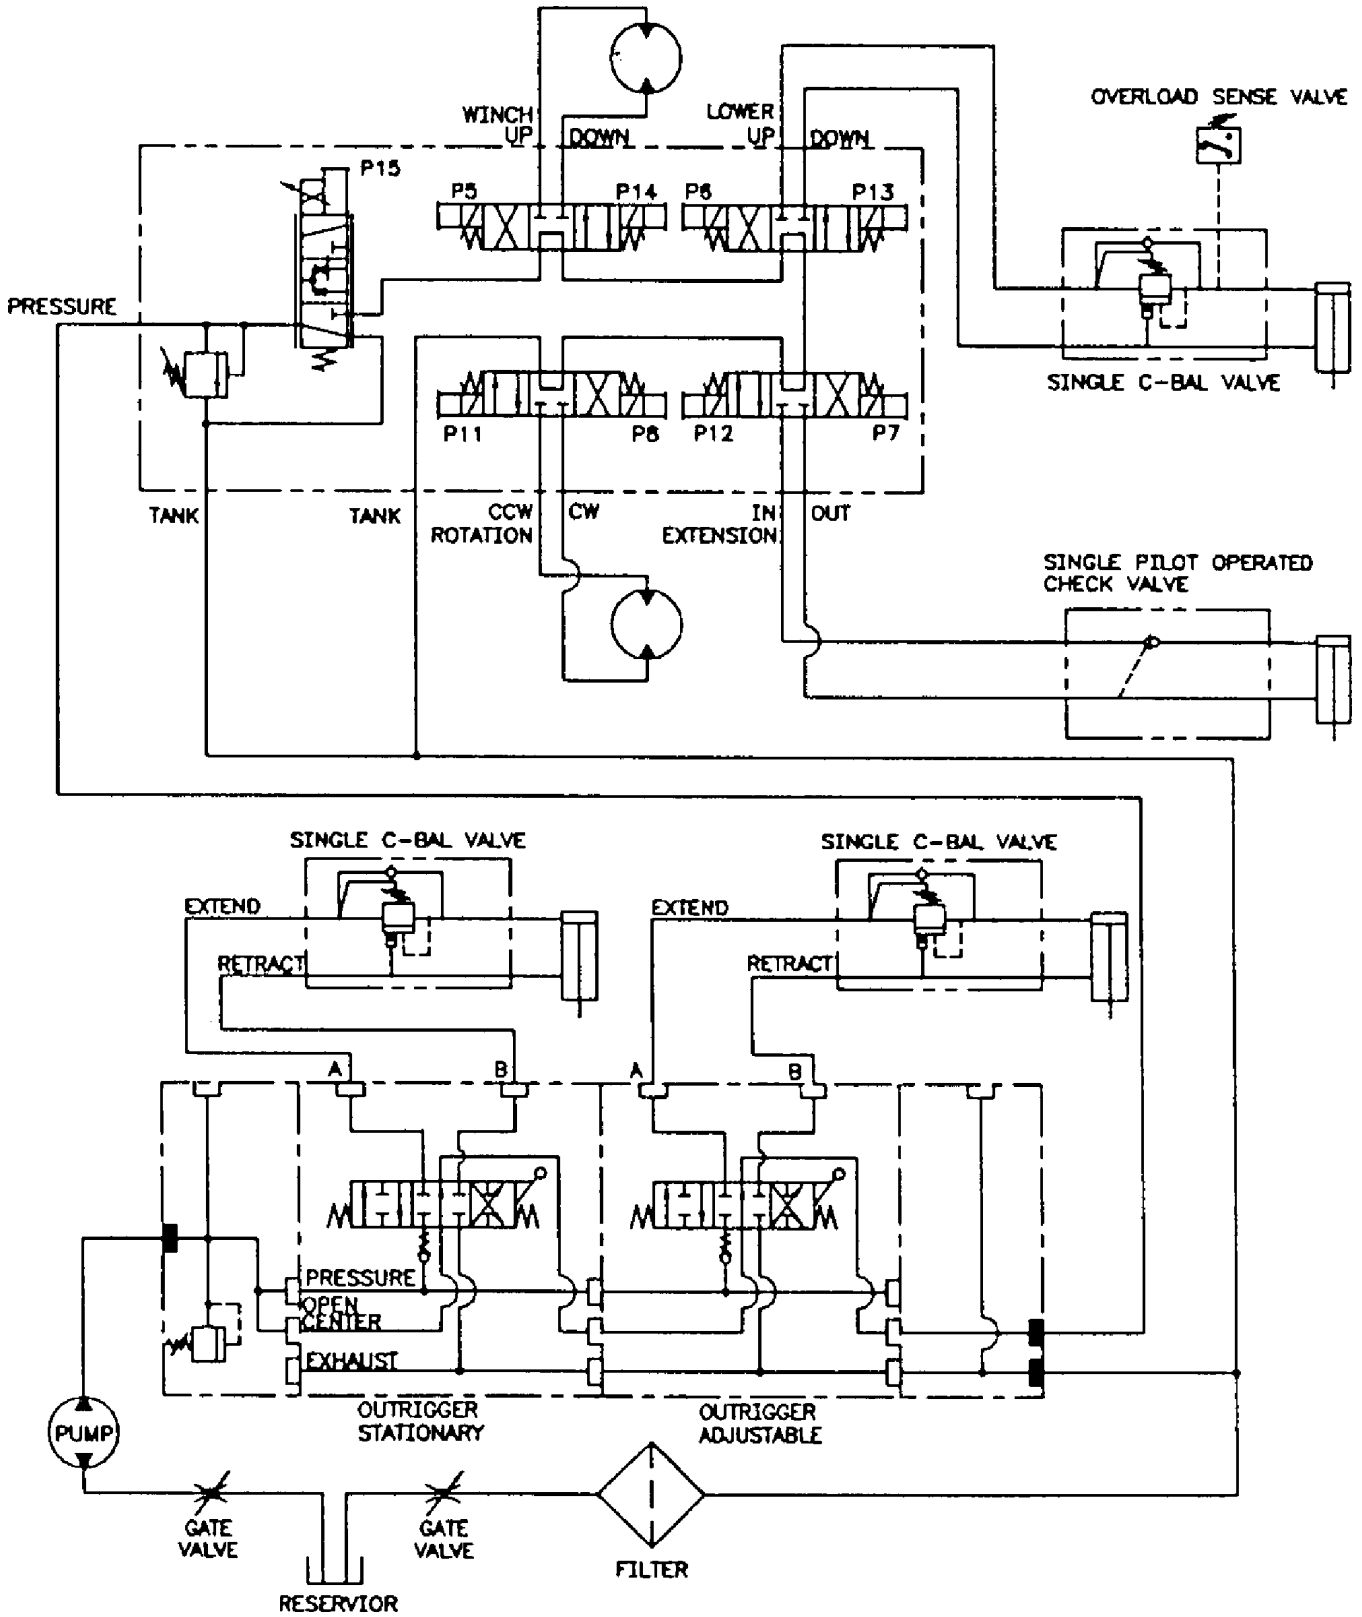 OVERLOAD SENSE VALVE
WINCH
UP
DOWN
LOWER
UP
DOWN
P15
P5
P14
P6
P13
PRESSURE
SINGLE C-BAL VALVE
P11
P8
P12
P7
TANK
TANK
CCW
CW
ROTATION
IN
OUT
EXTENSION
SINGLE PILOT OPERATED
CHECK VALVE
SINGLE C-BAL VALVE
SINGLE C-BAL VALVE
EXTEND
EXTEND
RETRACT
RETRACT
A
B
A
B
PRESSURE
OPEN
CENTER
EXHAUST
OUTRIGGER
STATIONARY
OUTRIGGER
ADJUSTABLE
PUMP
GATE
VALVE
GATE
VALVE
FILTER
RESERVIOR